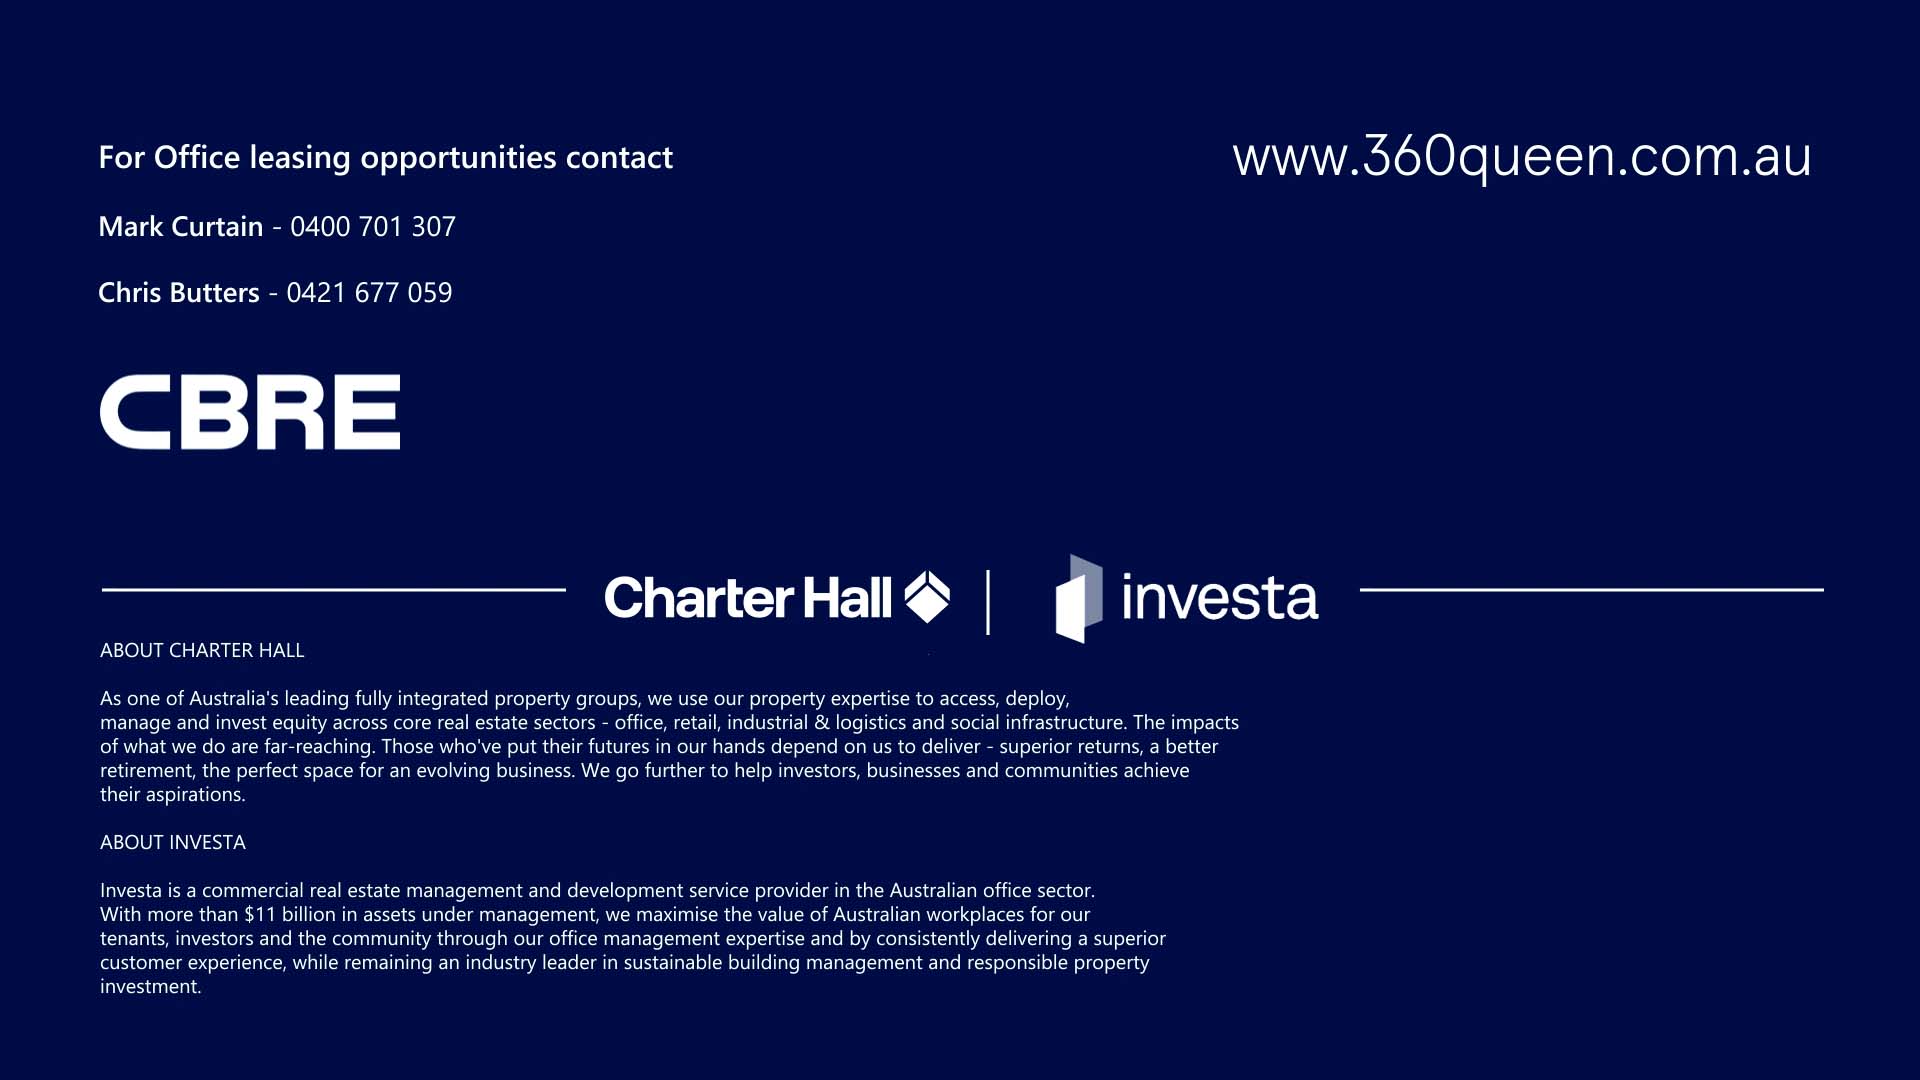 For Office leasing opportunities contact
www.360queen.com.au
Mark Curtain - 0400 701 307
Chris Butters - 0421 677 059
CBRE
Charter Hall
investa
ABOUT CHARTER HALL
As one of Australia's leading fully integrated property groups, we use our property expertise to access, deploy,
manage and invest equity across core real estate sectors - office, retail, industrial & logistics and social infrastructure. The impacts
of what we do are far-reaching. Those who've put their futures in our hands depend on us to deliver - superior returns, a better
retirement, the perfect space for an evolving business. We go further to help investors, businesses and communities achieve
their aspirations.
ABOUT INVESTA
Investa is a commercial real estate management and development service provider in the Australian office sector.
With more than $11 billion in assets under management, we maximise the value of Australian workplaces for our
tenants, investors and the community through our office management expertise and by consistently delivering a superior
customer experience, while remaining an industry leader in sustainable building management and responsible property
investment.